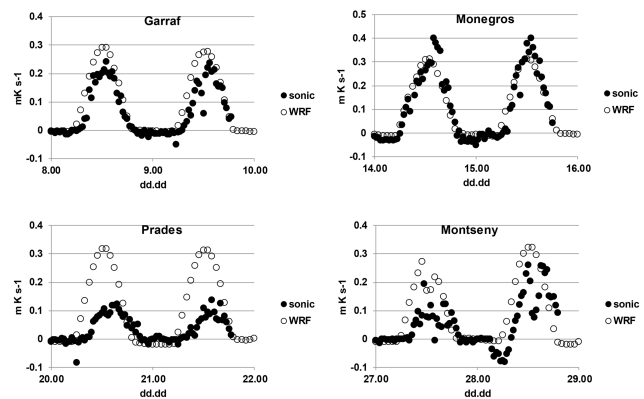 Garraf
mK s-1
0.4
0.3
0.2
0.1
0
-0.1
8.00
9.00
10.00
dd.dd
sonic
WRF
Monegros
m K s-1
0.5
0.4
0.3
0.2
0.1
0
-0.1
14.00
15.00
16.00
dd.dd
sonic
WRF
Prades
m K s-1
0.4
0.3
0.2
0.1
0
-0.1
20.00
21.00
22.00
dd.dd
sonic
WRF
Montseny
m K s-1
0.4
0.3
0.2
0.1
0
-0.1
27.00
28.00
29.00
dd.dd
sonic
WRF